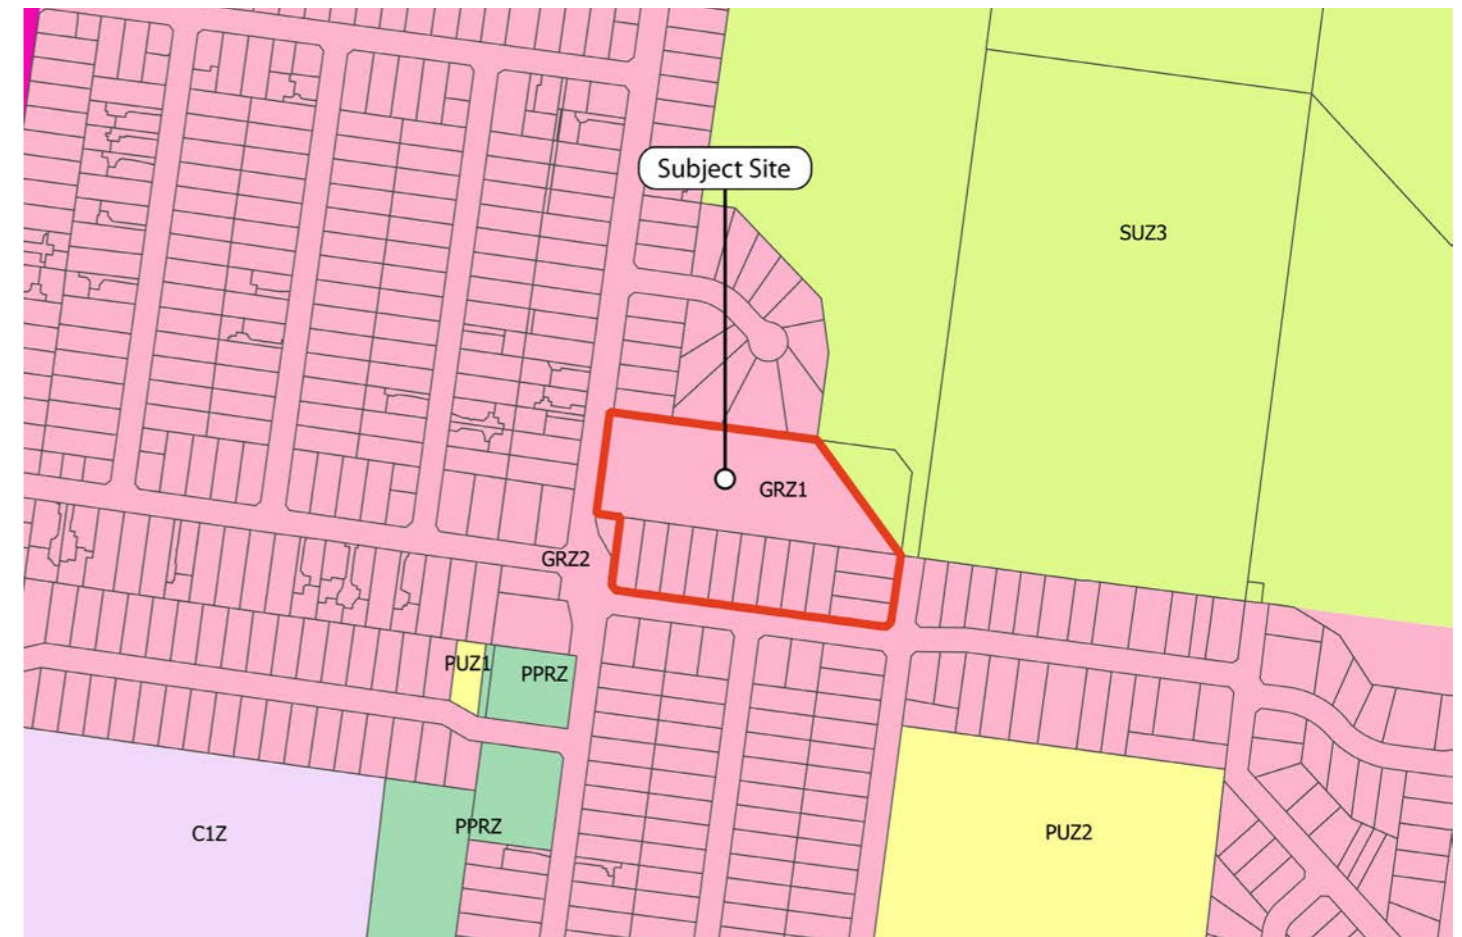 Subject Site
SUZ3
GRZ1
GRZ2
PUZ1
PPRZ
C1Z
PPRZ
PUZ2